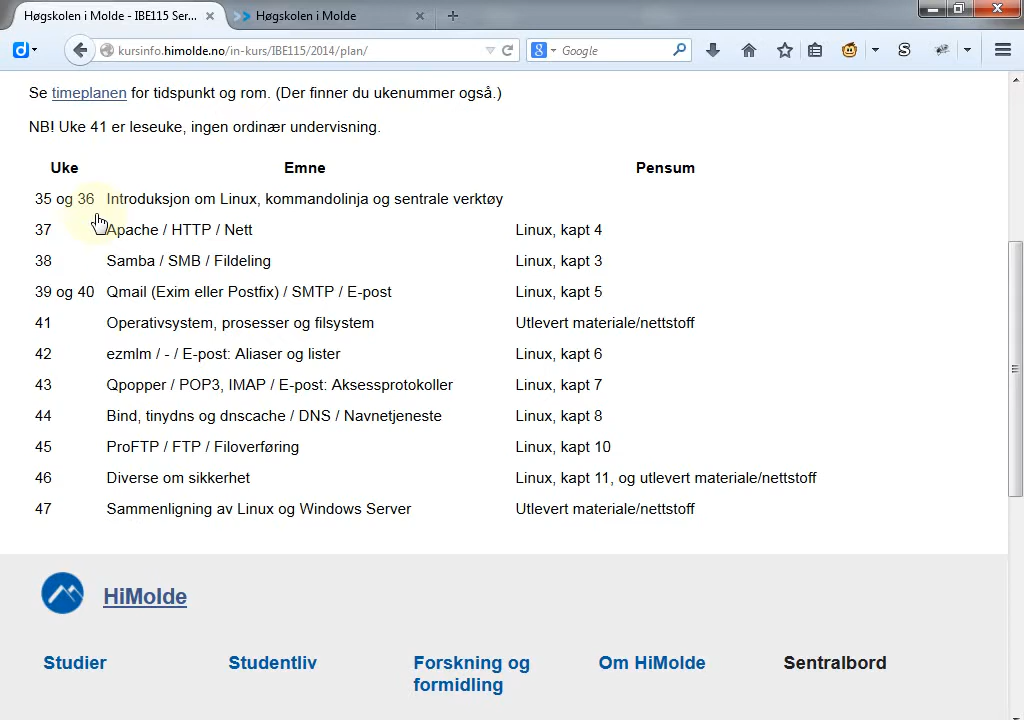 Høgskolen i Molde - IBE115 Ser...
Høgskolen i Molde
kursinfo.himolde.no/in-kurs/IBE115/2014/plan/
Google
Se timeplanen for tidspunkt og rom. (Der finner du ukenummer også.)
NB! Uke 41 er leseuke, ingen ordinær undervisning.
Uke Emne Pensum
35 og 36 Introduksjon om Linux, kommandolinja og sentrale verktøy
37 Apache / HTTP / Nett Linux, kapt 4
38 Samba / SMB / Fildeling Linux, kapt 3
39 og 40 Qmail (Exim eller Postfix) / SMTP / E-post Linux, kapt 5
41 Operativsystem, prosesser og filsystem Utlevert materiale/nettstoff
42 ezmlm / - / E-post: Aliaser og lister Linux, kapt 6
43 Qpopper / POP3, IMAP / E-post: Aksessprotokoller Linux, kapt 7
44 Bind, tinydns og dnscache / DNS / Navnetjeneste Linux, kapt 8
45 ProFTP / FTP / Filoverføring Linux, kapt 10
46 Diverse om sikkerhet Linux, kapt 11, og utlevert materiale/nettstoff
47 Sammenligning av Linux og Windows Server Utlevert materiale/nettstoff
HiMolde
Studier Studentliv Forskning og Om HiMolde Sentralbord
formidling